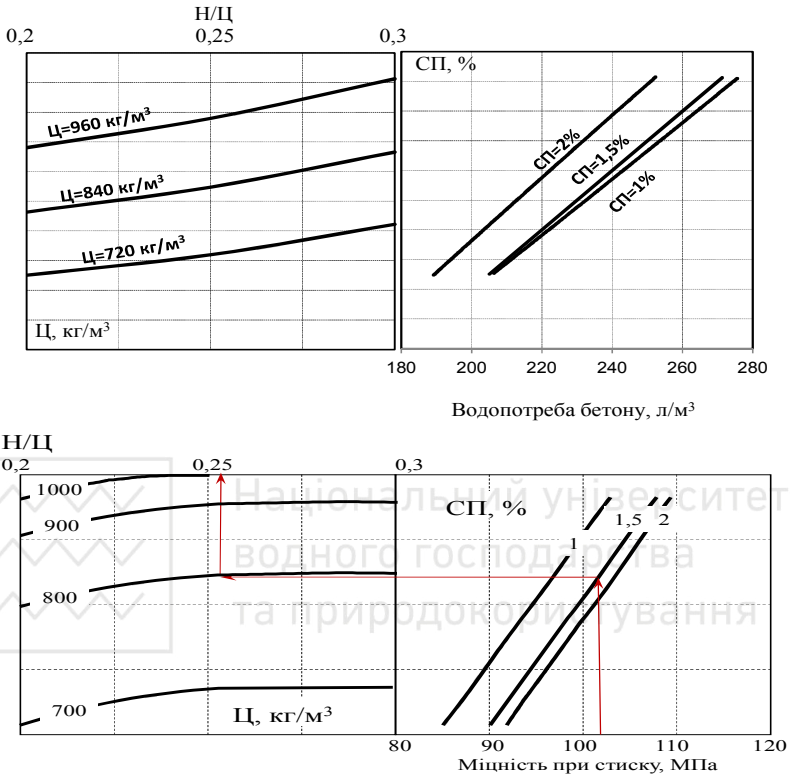 Н/Ц
0,2 0,25 0,3
СП, %
Ц=960 кг/м³
Ц=840 кг/м³
Ц=720 кг/м³
Ц, кг/м³
СП=2%
СП=1,5%
СП=1%
180 200 220 240 260 280
Водопотреба бетону, л/м³
Н/Ц
0,2 0,25 0,3
1000
900
800
700
Ц, кг/м³
СП, %
1 1,5 2
Національний університет
водного господарства
та природокористування
80 90 100 110 120
Міцність при стиску, МПа